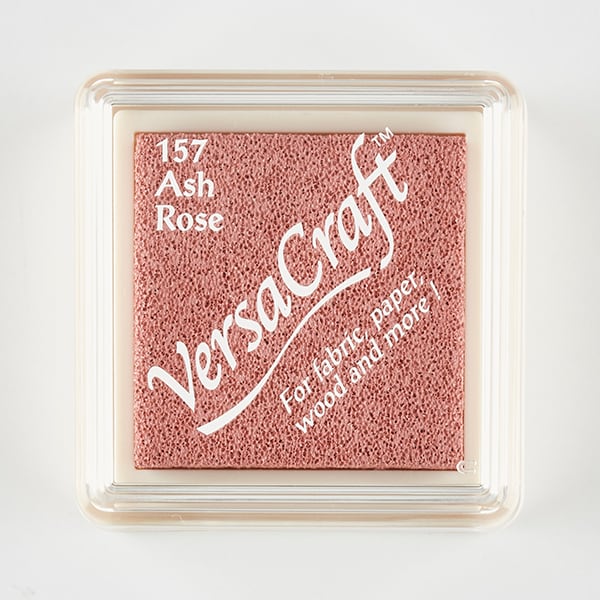 157
Ash
Rose
VersaCraft™
For fabric, paper,
wood and more !